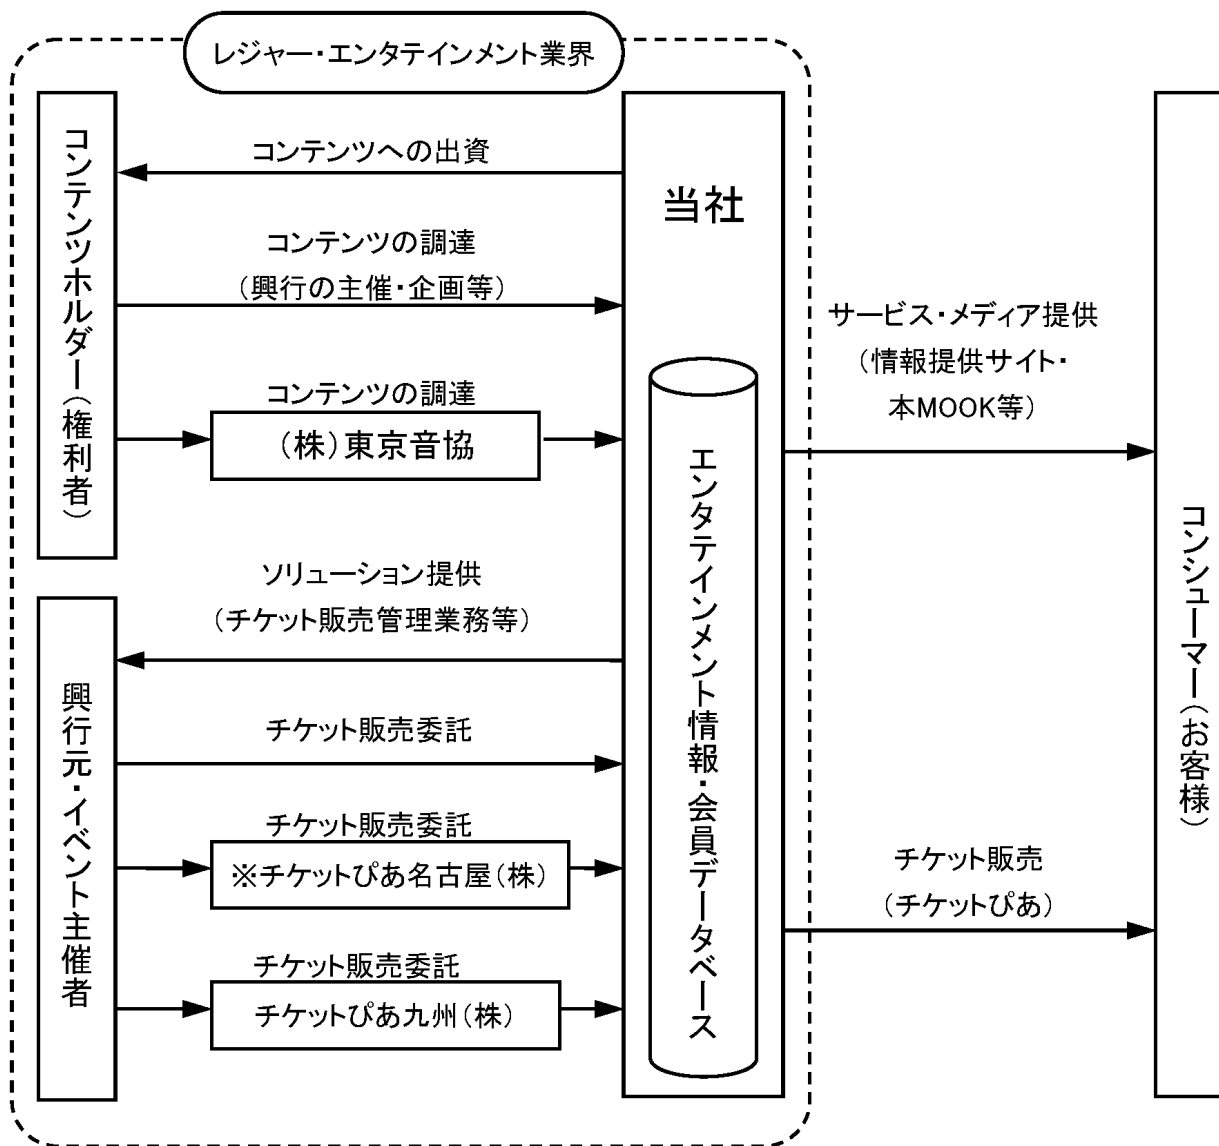 レジャー・エンタテインメント業界
コンテンツホルダー（権利者）
コンテンツへの出資
コンテンツの調達
（興行の主催・企画等）
コンテンツの調達
（株）東京音協
興行元・イベント主催者
ソリューション提供
（チケット販売管理業務等）
チケット販売委託
チケット販売委託
※チケットぴあ名古屋（株）
チケット販売委託
チケットぴあ九州（株）
当社
エンタテインメント情報・会員データベース
サービス・メディア提供
（情報提供サイト・
本MOOK等）
チケット販売
（チケットぴあ）
コンシューマー（お客様）